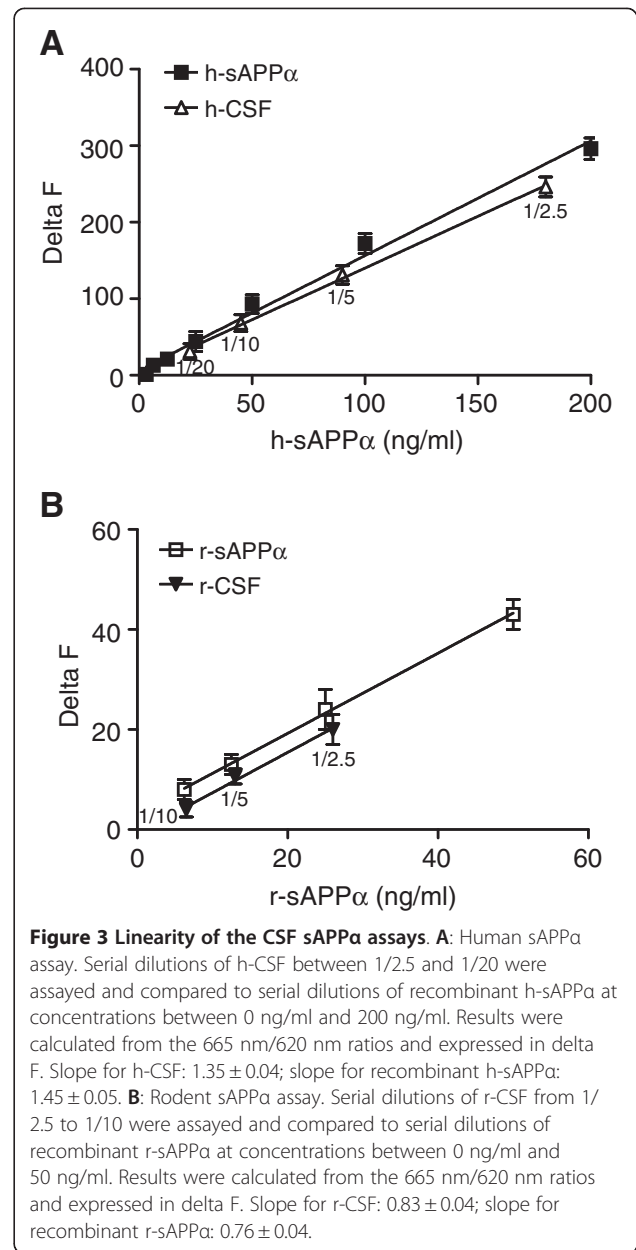 A
400
300
200
100
0
Delta F
h-sAPPα
h-CSF
1/20
1/10
1/5
1/2.5
0 50 100 150 200
h-sAPPα (ng/ml)
B
60
40
20
0
Delta F
r-sAPPα
r-CSF
1/10
1/5
1/2.5
0 20 40 60
r-sAPPα (ng/ml)
Figure 3 Linearity of the CSF sAPPα assays. A: Human sAPPα
assay. Serial dilutions of h-CSF between 1/2.5 and 1/20 were
assayed and compared to serial dilutions of recombinant h-sAPPα at
concentrations between 0 ng/ml and 200 ng/ml. Results were
calculated from the 665 nm/620 nm ratios and expressed in delta
F. Slope for h-CSF: 1.35 ± 0.04; slope for recombinant h-sAPPα:
1.45 ± 0.05. B: Rodent sAPPα assay. Serial dilutions of r-CSF from 1/
2.5 to 1/10 were assayed and compared to serial dilutions of
recombinant r-sAPPα at concentrations between 0 ng/ml and
50 ng/ml. Results were calculated from the 665 nm/620 nm ratios
and expressed in delta F. Slope for r-CSF: 0.83 ± 0.04; slope for
recombinant r-sAPPα: 0.76 ± 0.04.